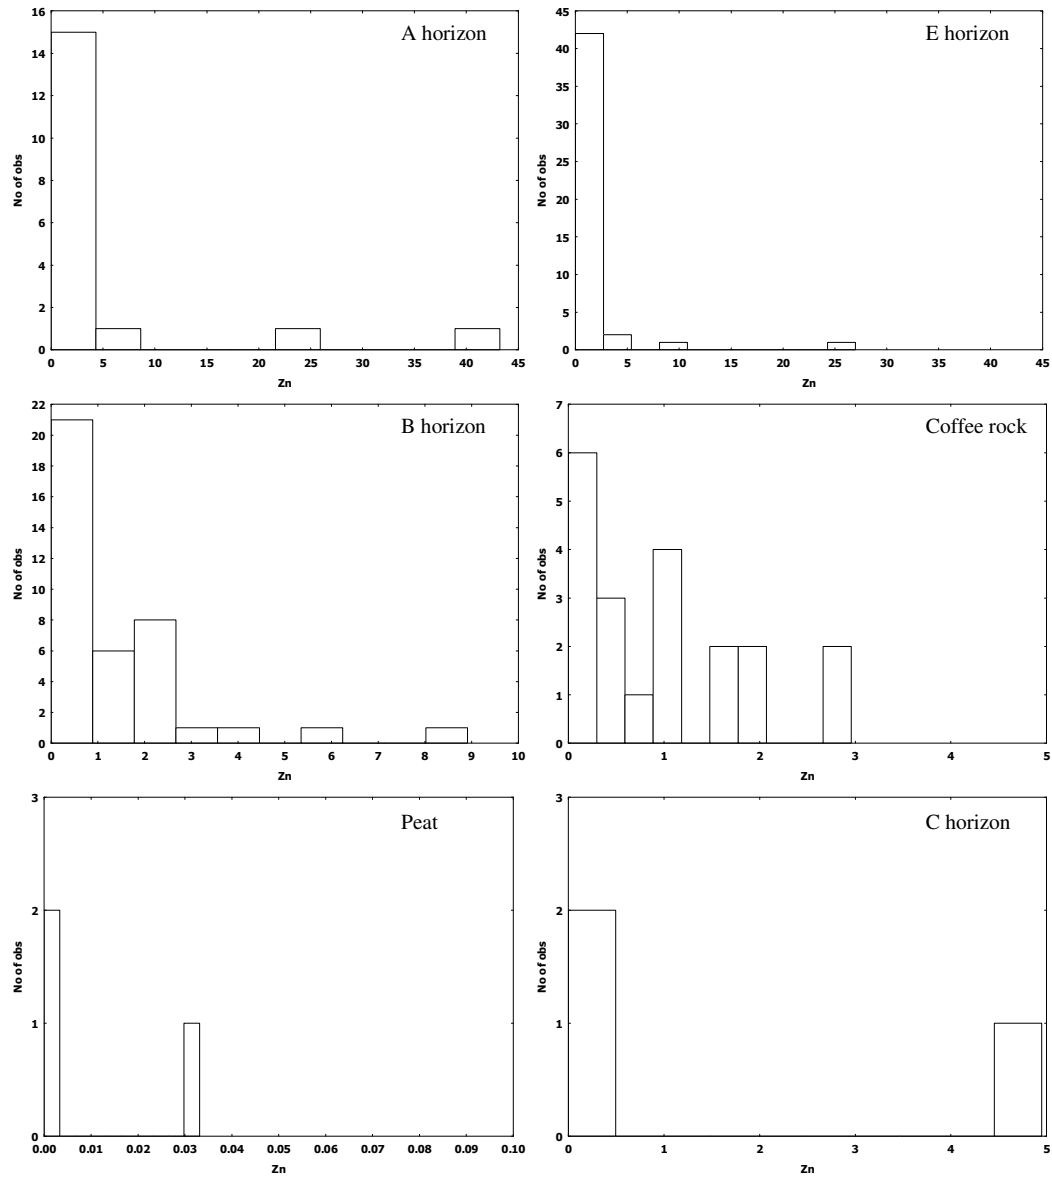 A horizon
16
14
12
10
8
6
4
2
0
No of obs
0 5 10 15 20 25 30 35 40 45
Zn
E horizon
45
40
35
30
25
20
15
10
5
0
No of obs
0 5 10 15 20 25 30 35 40 45
Zn
B horizon
22
20
18
16
14
12
10
8
6
4
2
0
No of obs
0 1 2 3 4 5 6 7 8 9 10
Zn
Coffee rock
7
6
5
4
3
2
1
0
No of obs
0 1 2 3 4 5
Zn
Peat
3
2
1
0
No of obs
0.00 0.01 0.02 0.03 0.04 0.05 0.06 0.07 0.08 0.09 0.10
Zn
C horizon
3
2
1
0
No of obs
0 1 2 3 4 5
Zn